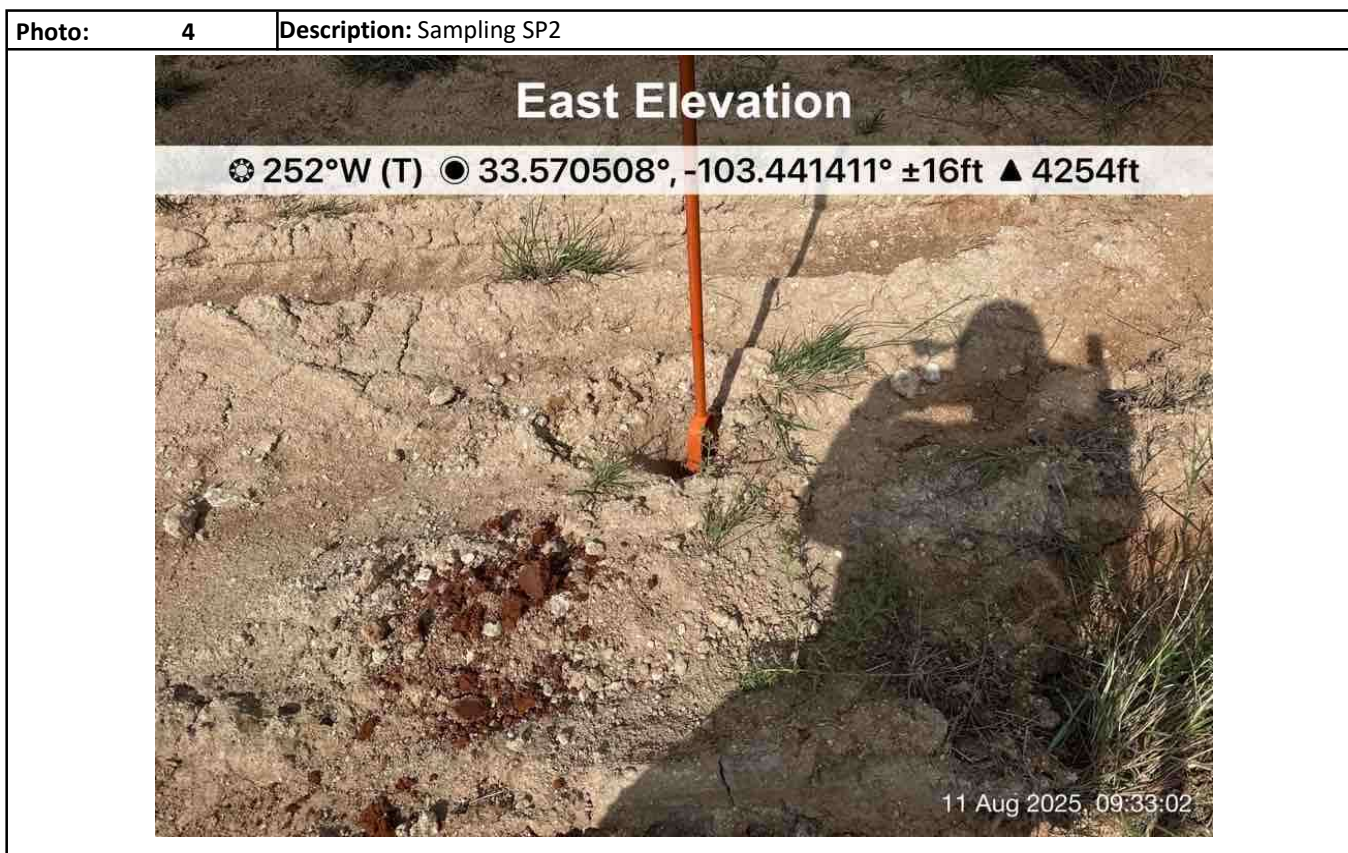 Photo: 4 Description: Sampling SP2
East Elevation
252°W (T) 33.570508°, -103.441411° ±16ft ▲ 4254ft
11 Aug 2025, 09:33:02